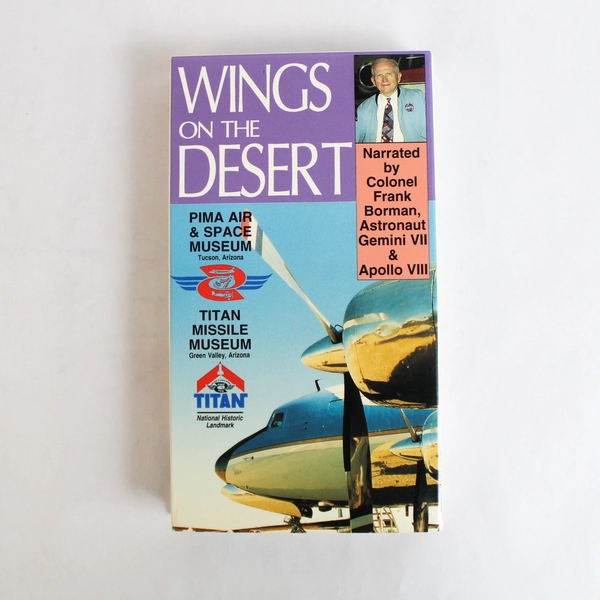 WINGS
ON THE
DESERT
Narrated
by
Colonel
Frank
Borman,
Astronaut
Gemini VII
&
Apollo VIII
PIMA AIR
& SPACE
MUSEUM
Tucson, Arizona
TITAN
MISSILE
MUSEUM
Green Valley, Arizona
TITAN
National Historic
Landmark